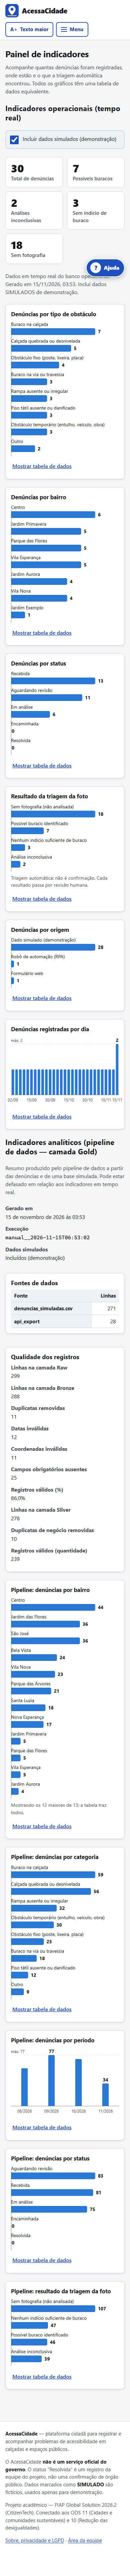 AcessaCidade
A+ Texto maior
Menu
Painel de indicadores
Acompanhe quantas denúncias foram registradas,
onde estão e o que a triagem automática
encontrou. Todos os gráficos têm uma tabela de
dados equivalente.
Indicadores operacionais (tempo
real)
Incluir dados simulados (demonstração)
30
Total de denúncias
7
Possíveis buracos
2
Análises
inconclusivas
3
Sem indício de
buraco
18
Sem fotografia
? Ajuda
Dados em tempo real do banco operacional.
Gerado em 15/11/2026, 03:53. Inclui dados
SIMULADOS de demonstração.
Denúncias por tipo de obstáculo
Buraco na calçada
7
Calçada quebrada ou desnivelada
5
Obstáculo fixo (poste, lixeira, placa)
4
Buraco na via ou travessia
3
Rampa ausente ou irregular
3
Piso tátil ausente ou danificado
3
Obstáculo temporário (entulho, veículo, obra)
3
Outro
2
Mostrar tabela de dados
Denúncias por bairro
Centro
6
Jardim Primavera
5
Parque das Flores
5
Vila Esperança
5
Jardim Aurora
4
Vila Nova
4
Jardim Exemplo
1
Mostrar tabela de dados
Denúncias por status
Recebida
13
Aguardando revisão
11
Em análise
6
Encaminhada
0
Resolvida
0
Mostrar tabela de dados
Resultado da triagem da foto
Sem fotografia (não analisada)
18
Possível buraco identificado
7
Nenhum indício suficiente de buraco
3
Análise inconclusiva
2
Triagem automática não é confirmação. Cada
resultado passa por revisão humana.
Mostrar tabela de dados
Denúncias por origem
Dado simulado (demonstração)
28
Robô de automação (RPA)
1
Formulário web
1
Mostrar tabela de dados
Denúncias registradas por dia
máx. 2
2
Mostrar tabela de dados
Indicadores analíticos (pipeline
de dados — camada Gold)
Resumo produzido pelo pipeline de dados a partir
das denúncias e de uma base simulada. Pode estar
defasado em relação aos indicadores em tempo
real.
Gerado em
15 de novembro de 2026 às 03:53
Execução
manual__2026-11-15T06:53:02
Dados simulados
Incluídos (demonstração)
Fontes de dados
Fonte Linhas
denuncias_simuladas.csv 271
api_export 28
Qualidade dos registros
Linhas na camada Raw
299
Linhas na camada Bronze
288
Duplicatas removidas
11
Datas inválidas
12
Coordenadas inválidas
11
Campos obrigatórios ausentes
25
Registros válidos (%)
86,0%
Linhas na camada Silver
278
Duplicatas de negócio removidas
10
Registros válidos (quantidade)
239
Pipeline: denúncias por bairro
Centro
44
Jardim das Flores
36
São José
36
Bela Vista
24
Vila Nova
23
Parque das Árvores
21
Santa Luzia
18
Nova Esperança
17
Jardim Primavera
5
Parque das Flores
5
Vila Esperança
5
Jardim Aurora
4
Mostrando os 12 maiores de 13; a tabela traz
todos.
Mostrar tabela de dados
Pipeline: denúncias por categoria
Buraco na calçada
59
Calçada quebrada ou desnivelada
56
Rampa ausente ou irregular
32
Obstáculo temporário (entulho, veículo, obra)
30
Obstáculo fixo (poste, lixeira, placa)
23
Buraco na via ou travessia
18
Piso tátil ausente ou danificado
12
Outro
9
Mostrar tabela de dados
Pipeline: denúncias por período
máx. 77
77
34
08/2026 09/2026 10/2026 11/2026
Mostrar tabela de dados
Pipeline: denúncias por status
Aguardando revisão
83
Recebida
81
Em análise
75
Encaminhada
0
Resolvida
0
Mostrar tabela de dados
Pipeline: resultado da triagem da foto
Sem fotografia (não analisada)
107
Nenhum indício suficiente de buraco
47
Possível buraco identificado
46
Análise inconclusiva
39
Mostrar tabela de dados
AcessaCidade — plataforma cidadã para registrar e
acompanhar problemas de acessibilidade em
calçadas e espaços públicos.
O AcessaCidade não é um serviço oficial do
governo. O status "Resolvida" é um registro da
equipe do projeto, não uma confirmação de órgão
público. Dados marcados como SIMULADO são
fictícios, usados apenas para demonstração.
Projeto acadêmico — FIAP Global Solution 2026.2
(CitizenTech). Conectado aos ODS 11 (Cidades e
comunidades sustentáveis) e 10 (Redução das
desigualdades).
Sobre, privacidade e LGPD · Área da equipe